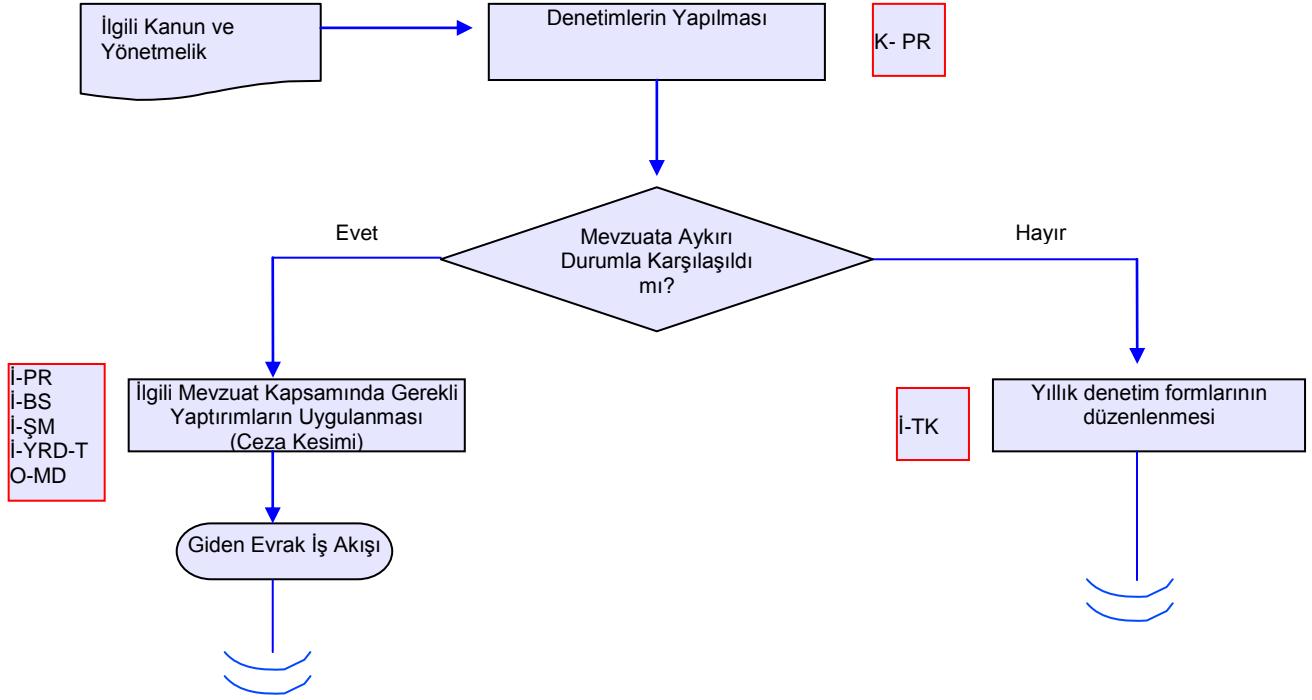 İlgili Kanun ve
Yönetmelik
Denetimlerin Yapılması
K- PR
Evet
Mevzuata Aykırı
Durumla Karşılaşıldı
mı?
Hayır
İ-PR
İ-BS
İ-ŞM
İ-YRD-T
O-MD
İlgili Mevzuat Kapsamında Gerekli
Yaptırımların Uygulanması
(Ceza Kesimi)
İ-TK
Yıllık denetim formlarının
düzenlenmesi
Giden Evrak İş Akışı